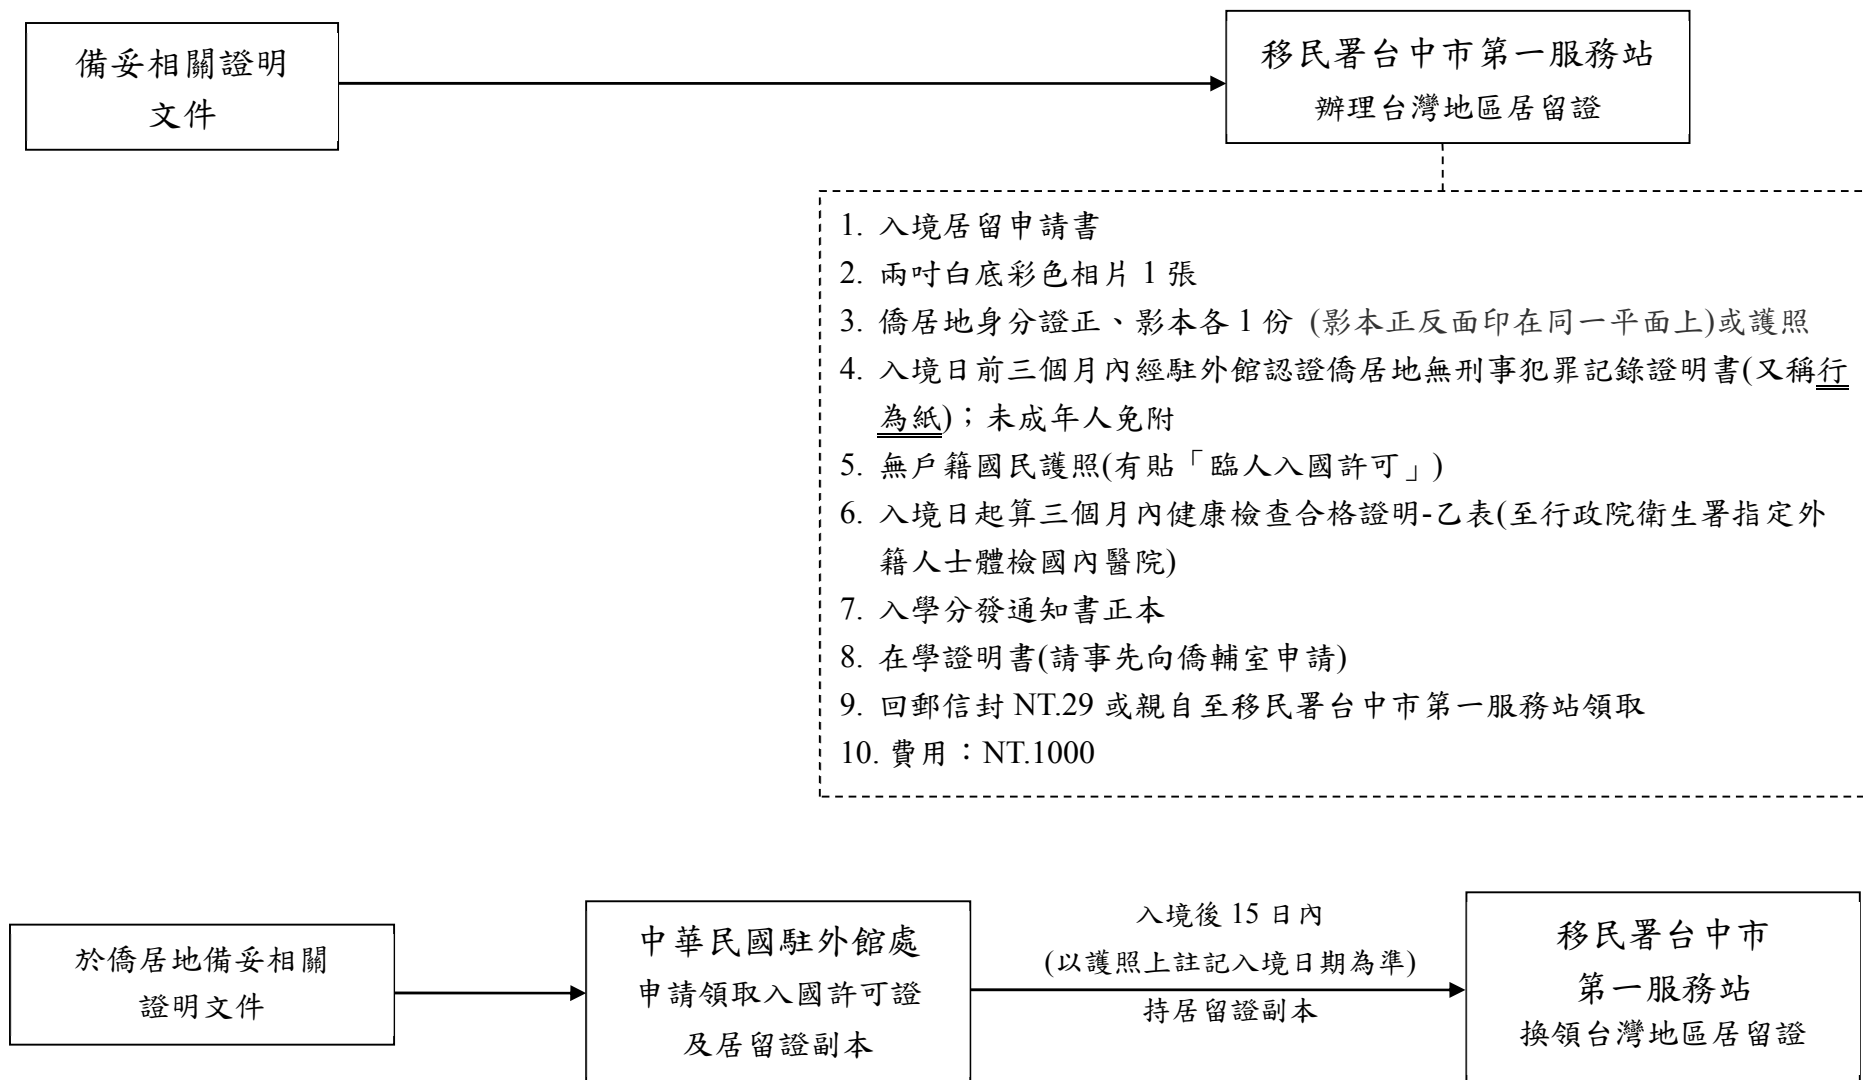 備妥相關證明
文件
移民署台中市第一服務站
辦理台灣地區居留證
1. 入境居留申請書
2. 兩吋白底彩色相片 1 張
3. 僑居地身分證正、影本各 1 份 (影本正反面印在同一平面上)或護照
4. 入境日前三個月內經駐外館認證僑居地無刑事犯罪記錄證明書(又稱行
為紙)；未成年人免附
5. 無戶籍國民護照(有貼「臨人入國許可」)
6. 入境日起算三個月內健康檢查合格證明-乙表(至行政院衛生署指定外
籍人士體檢國內醫院)
7. 入學分發通知書正本
8. 在學證明書(請事先向僑輔室申請)
9. 回郵信封 NT.29 或親自至移民署台中市第一服務站領取
10. 費用：NT.1000
於僑居地備妥相關
證明文件
中華民國駐外館處
申請領取入國許可證
及居留證副本
入境後 15 日內
(以護照上註記入境日期為準)
持居留證副本
移民署台中市
第一服務站
換領台灣地區居留證